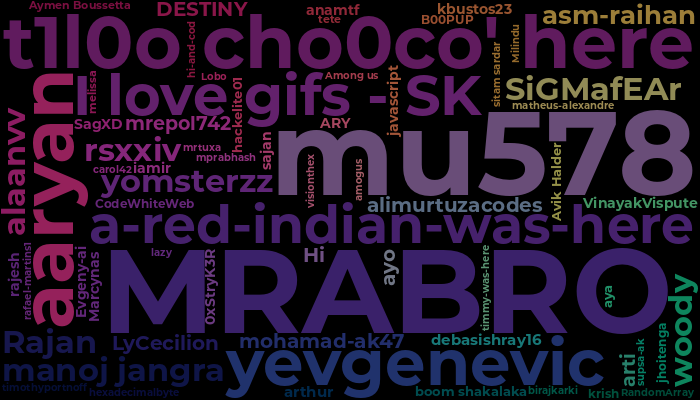 Aymen Boussetta
DESTINY
anamtf
tete
kbustos23
B00PUP
asm-raihan
t1l0o cho0co' here
hi-and-cod
Milindu
sitam sardar
melissa
Lobo
Among us
I love gifs - SK
SiGMafEAr
matheus-alexandre
javascript
hackelite01
aaryan
alaanvv
SagXD
mrepol742
ARY
mu578
rsxxiv
mrtuxa
mprabhash
sajan
carol42
iamir
yomsterzz
visionthex
amogus
Avik Halder
CodeWhiteWeb
alimurtuzacodes
VinayakVispute
a-red-indian-was-here
rajesh
rafael-martins1
Evgeny-ai
Marcynas
lazy
0xStryK3R
Hi
ayo
MRABRO
timmy-was-here
aya
woody
Rajan
LyCecilion
mohamad-ak47
debasishray16
manoj jangra
yevgenevic
arti
supsa-ak
jhoitenga
timothyportnoff
hexadecimalbyte
arthur
boom shakalaka
birajkarki
krish
RandomArray